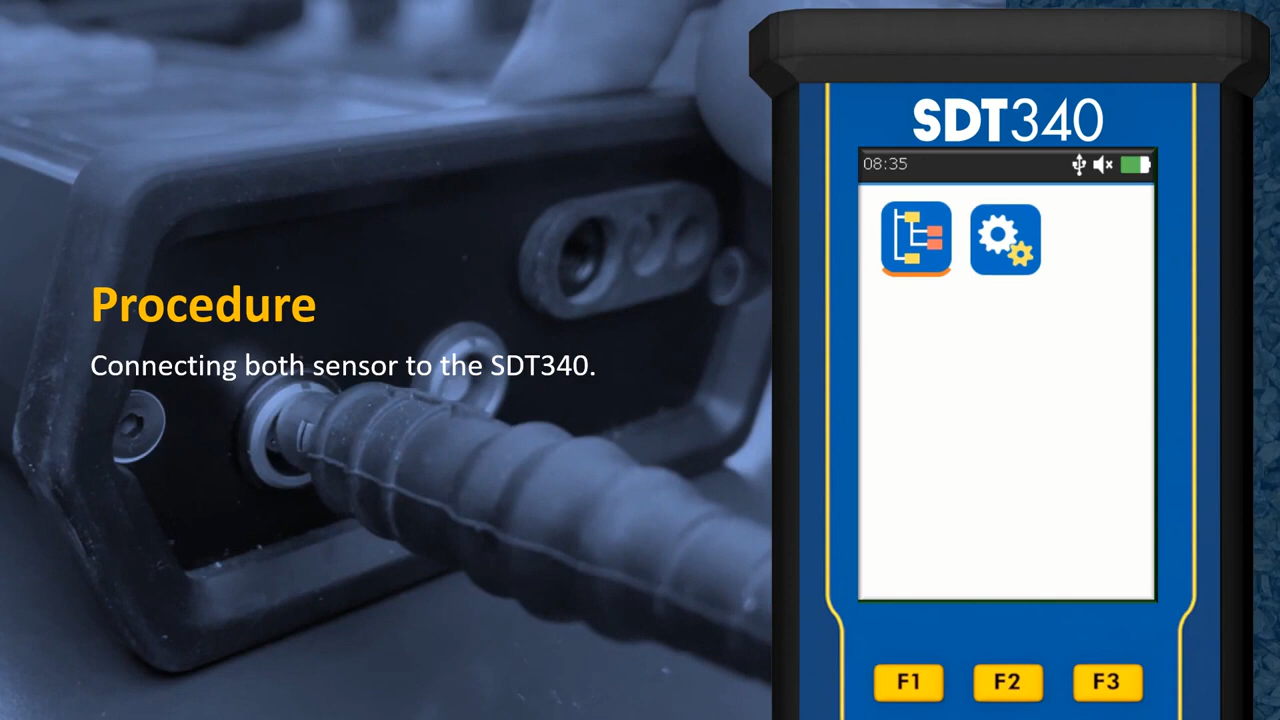 Procedure
Connecting both sensor to the SDT340.
SDT340
08:35
F1
F2
F3